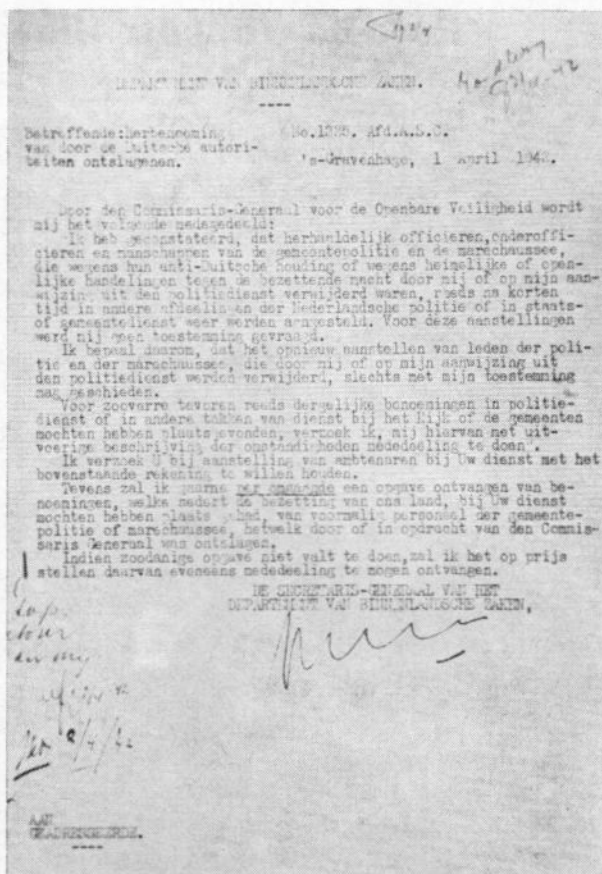 DEPARTEMENT VAN BINNENLANDSCHE ZAKEN.
----
Betreffende:herbenoeming No.1225. Afd.A.S.C.
van door de Duitsche autori-
teiten ontslagenen. 's-Gravenhage, 1 April 1942.
Door den Commissaris-Generaal voor de Openbare Veiligheid wordt
mij het volgende medegedeeld:
"Ik heb geconstateerd, dat herhaaldelijk officieren,onderoffi-
cieren en manschappen van de gemeentepolitie en de marechaussee,
die wegens hun anti-Duitsche houding of wegens heimelijke of open-
lijke handelingen tegen de bezettende macht door mij of op mijn aan-
wijzing uit den politiedienst verwijderd waren, reeds na korten
tijd in andere afdeelingen der Nederlandsche politie of in staats-
of gemeentedienst weer werden aangesteld. Voor deze aanstellingen
werd mij geen toestemming gevraagd.
Ik bepaal daarom, dat het opnieuw aanstellen van leden der poli-
tie en der marechaussee, die door mij of op mijn aanwijzing uit
den politiedienst werden verwijderd, slechts met mijn toestemming
mag geschieden.
Voor zoovarre tevoren reeds dergelijke benoemingen in politie-
dienst of in andere takken van dienst bij het Rijk of de gemeenten
mochten hebben plaatsgevonden, verzoek ik, mij hiervan met uit-
voerige beschrijving der omstandigheden mededeeling te doen".
Ik verzoek U bij aanstelling van ambtenaren bij Uw dienst met het
bovenstaande rekening te willen houden.
Tevens zal ik gaarne per omgaande een opgave ontvangen van be-
noemingen, welke sedert de bezetting van ons land, bij Uw dienst
mochten hebben plaats gehad, van voormalig personeel der gemeente-
politie of marechaussee, hetwelk door of in opdracht van den Commis-
saris Generaal was ontslagen.
Indien zoodanige opgave niet valt te doen,zal ik het op prijs
stellen daarvan eveneens mededeeling te mogen ontvangen.
DE SECRETARIS-GENERAAL VAN HET
DEPARTEMENT VAN BINNENLANDSCHE ZAKEN,
8/4/42
AAN
GEADRESSEERDE.
----